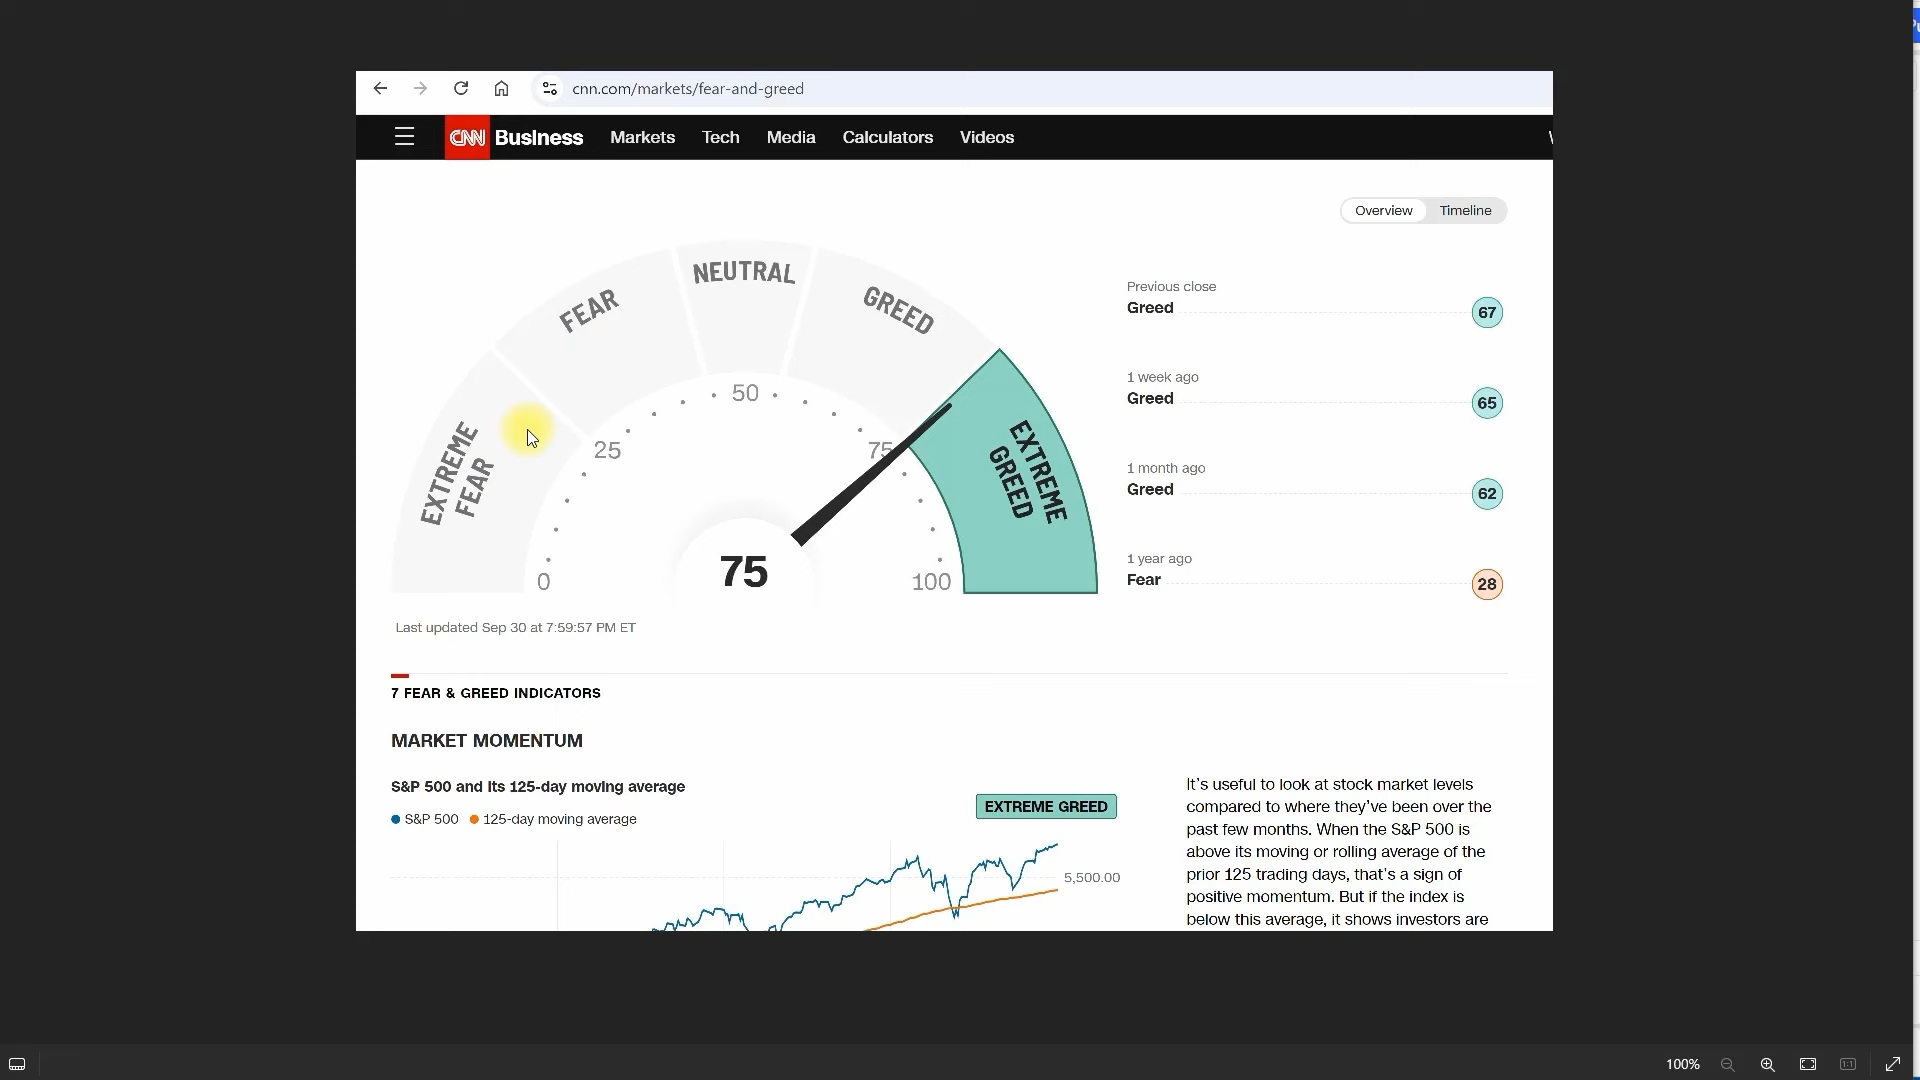 cnn.com/markets/fear-and-greed
CNN Business Markets Tech Media Calculators Videos
Overview Timeline
EXTREME FEAR
FEAR
NEUTRAL
GREED
EXTREME GREED
0
25
50
75
100
75
Last updated Sep 30 at 7:59:57 PM ET
Previous close
Greed 67
1 week ago
Greed 65
1 month ago
Greed 62
1 year ago
Fear 28
7 FEAR & GREED INDICATORS
MARKET MOMENTUM
S&P 500 and its 125-day moving average
S&P 500 125-day moving average
EXTREME GREED
5,500.00
It's useful to look at stock market levels
compared to where they've been over the
past few months. When the S&P 500 is
above its moving or rolling average of the
prior 125 trading days, that's a sign of
positive momentum. But if the index is
below this average, it shows investors are
100%